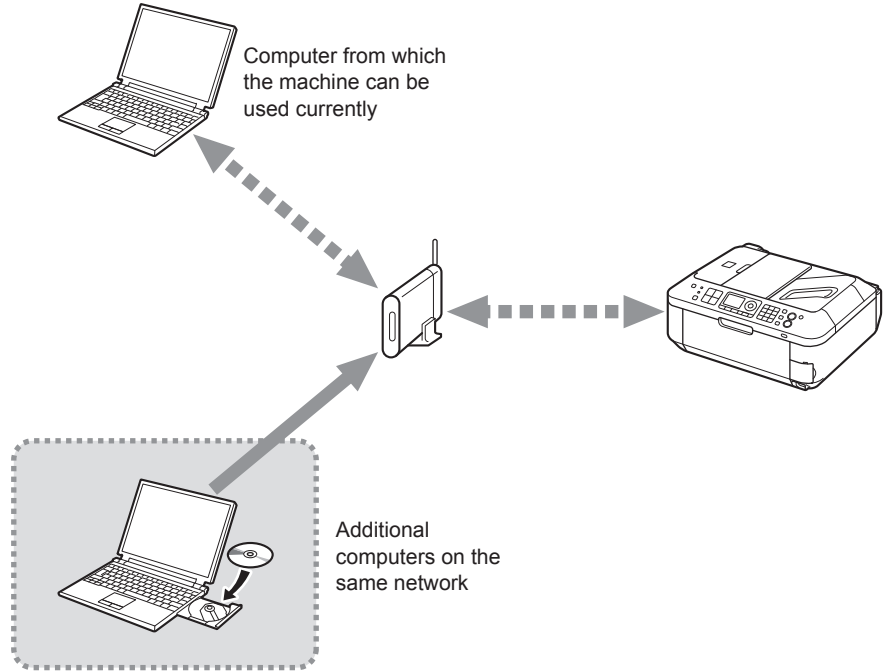 Computer from which
the machine can be
used currently
Additional
computers on the
same network